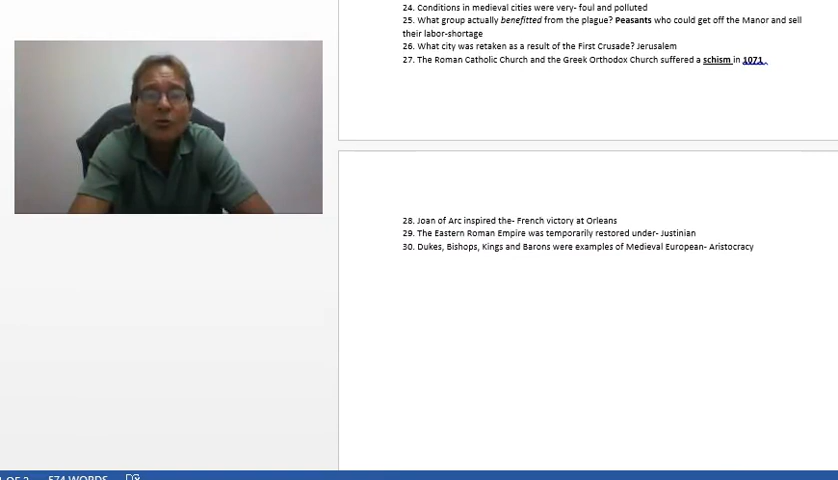 24. Conditions in medieval cities were very- foul and polluted
25. What group actually benefitted from the plague? Peasants who could get off the Manor and sell
their labor-shortage
26. What city was retaken as a result of the First Crusade? Jerusalem
27. The Roman Catholic Church and the Greek Orthodox Church suffered a schism in 1071.
28. Joan of Arc inspired the- French victory at Orleans
29. The Eastern Roman Empire was temporarily restored under- Justinian
30. Dukes, Bishops, Kings and Barons were examples of Medieval European- Aristocracy
574 WORDS